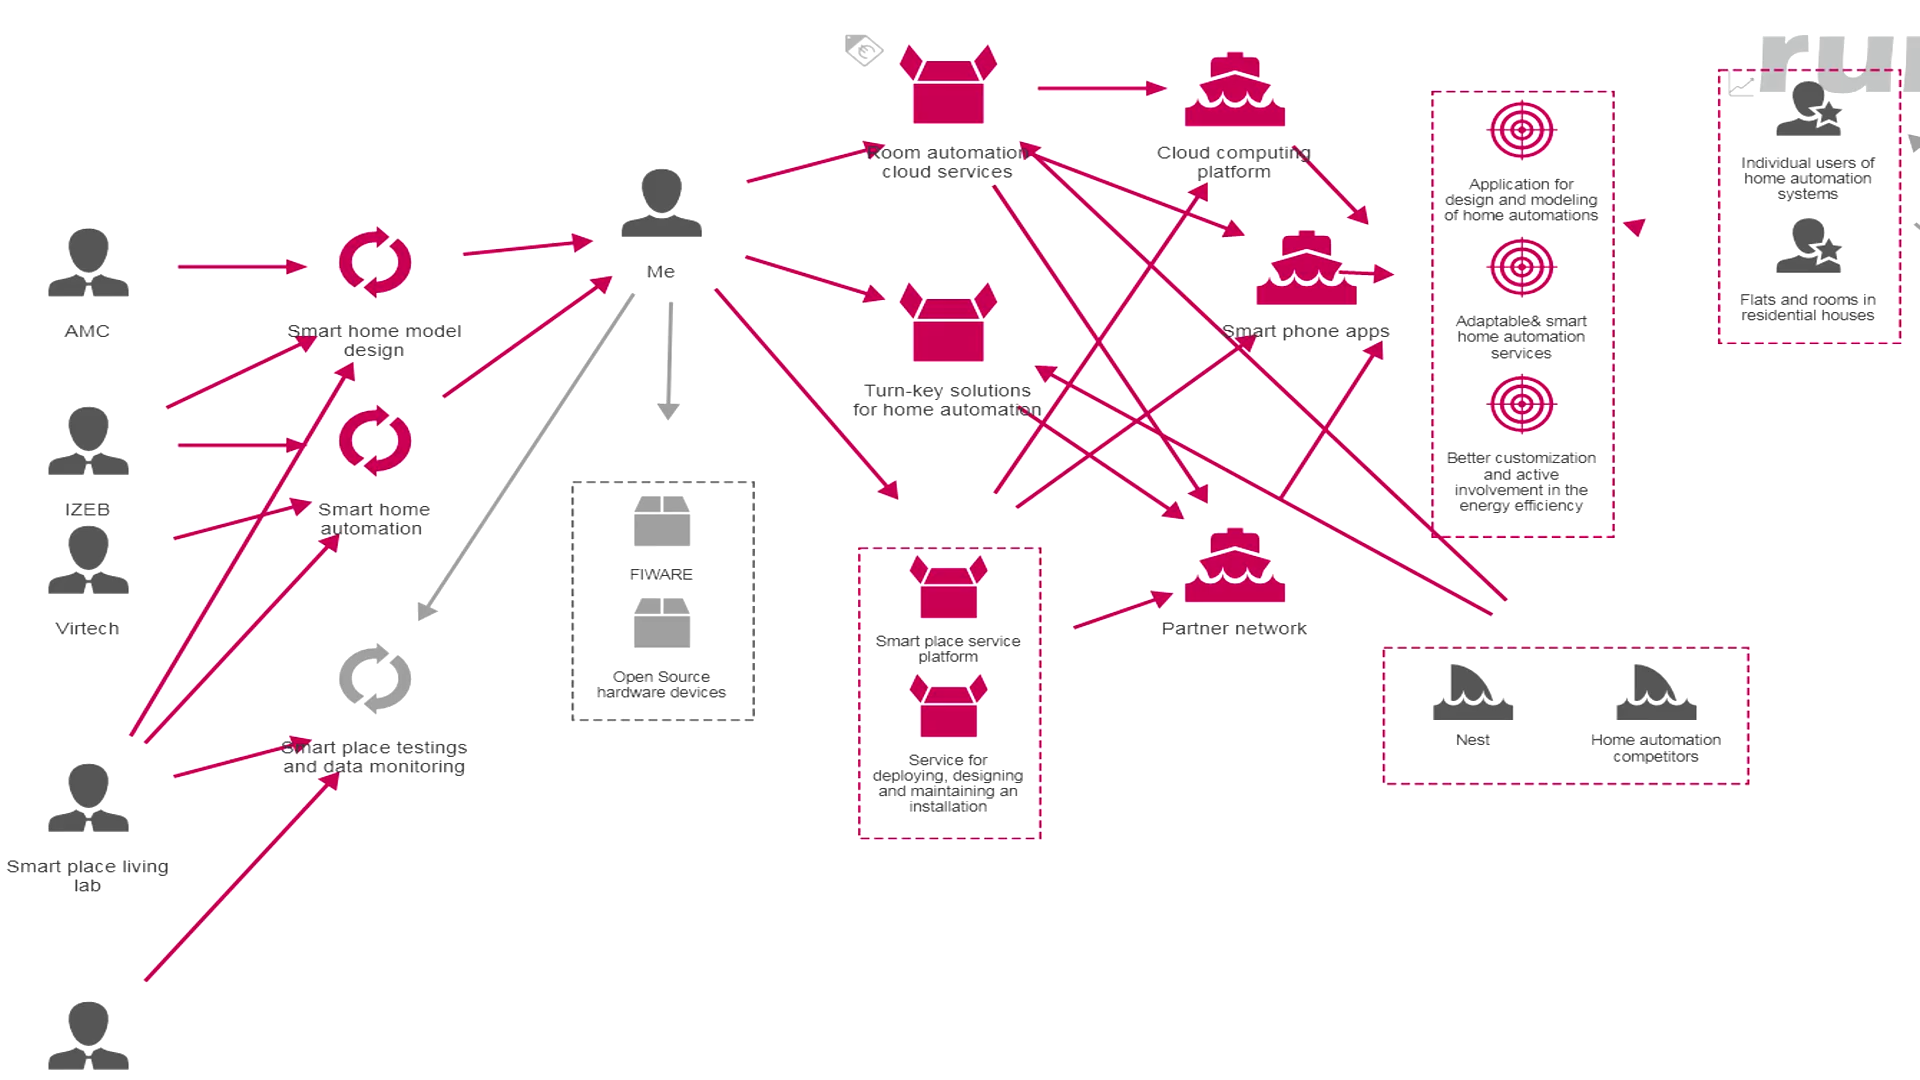 AMC
IZEB
Virtech
Smart place living
lab
Smart home model
design
Smart home
automation
Smart place testings
and data monitoring
Me
FIWARE
Open Source
hardware devices
Room automation
cloud services
Turn-key solutions
for home automation
Smart place service
platform
Service for
deploying, designing
and maintaining an
installation
Cloud computing
platform
Smart phone apps
Partner network
Application for
design and modeling
of home automations
Adaptable& smart
home automation
services
Better customization
and active
involvement in the
energy efficiency
Nest
Home automation
competitors
Individual users of
home automation
systems
Flats and rooms in
residential houses